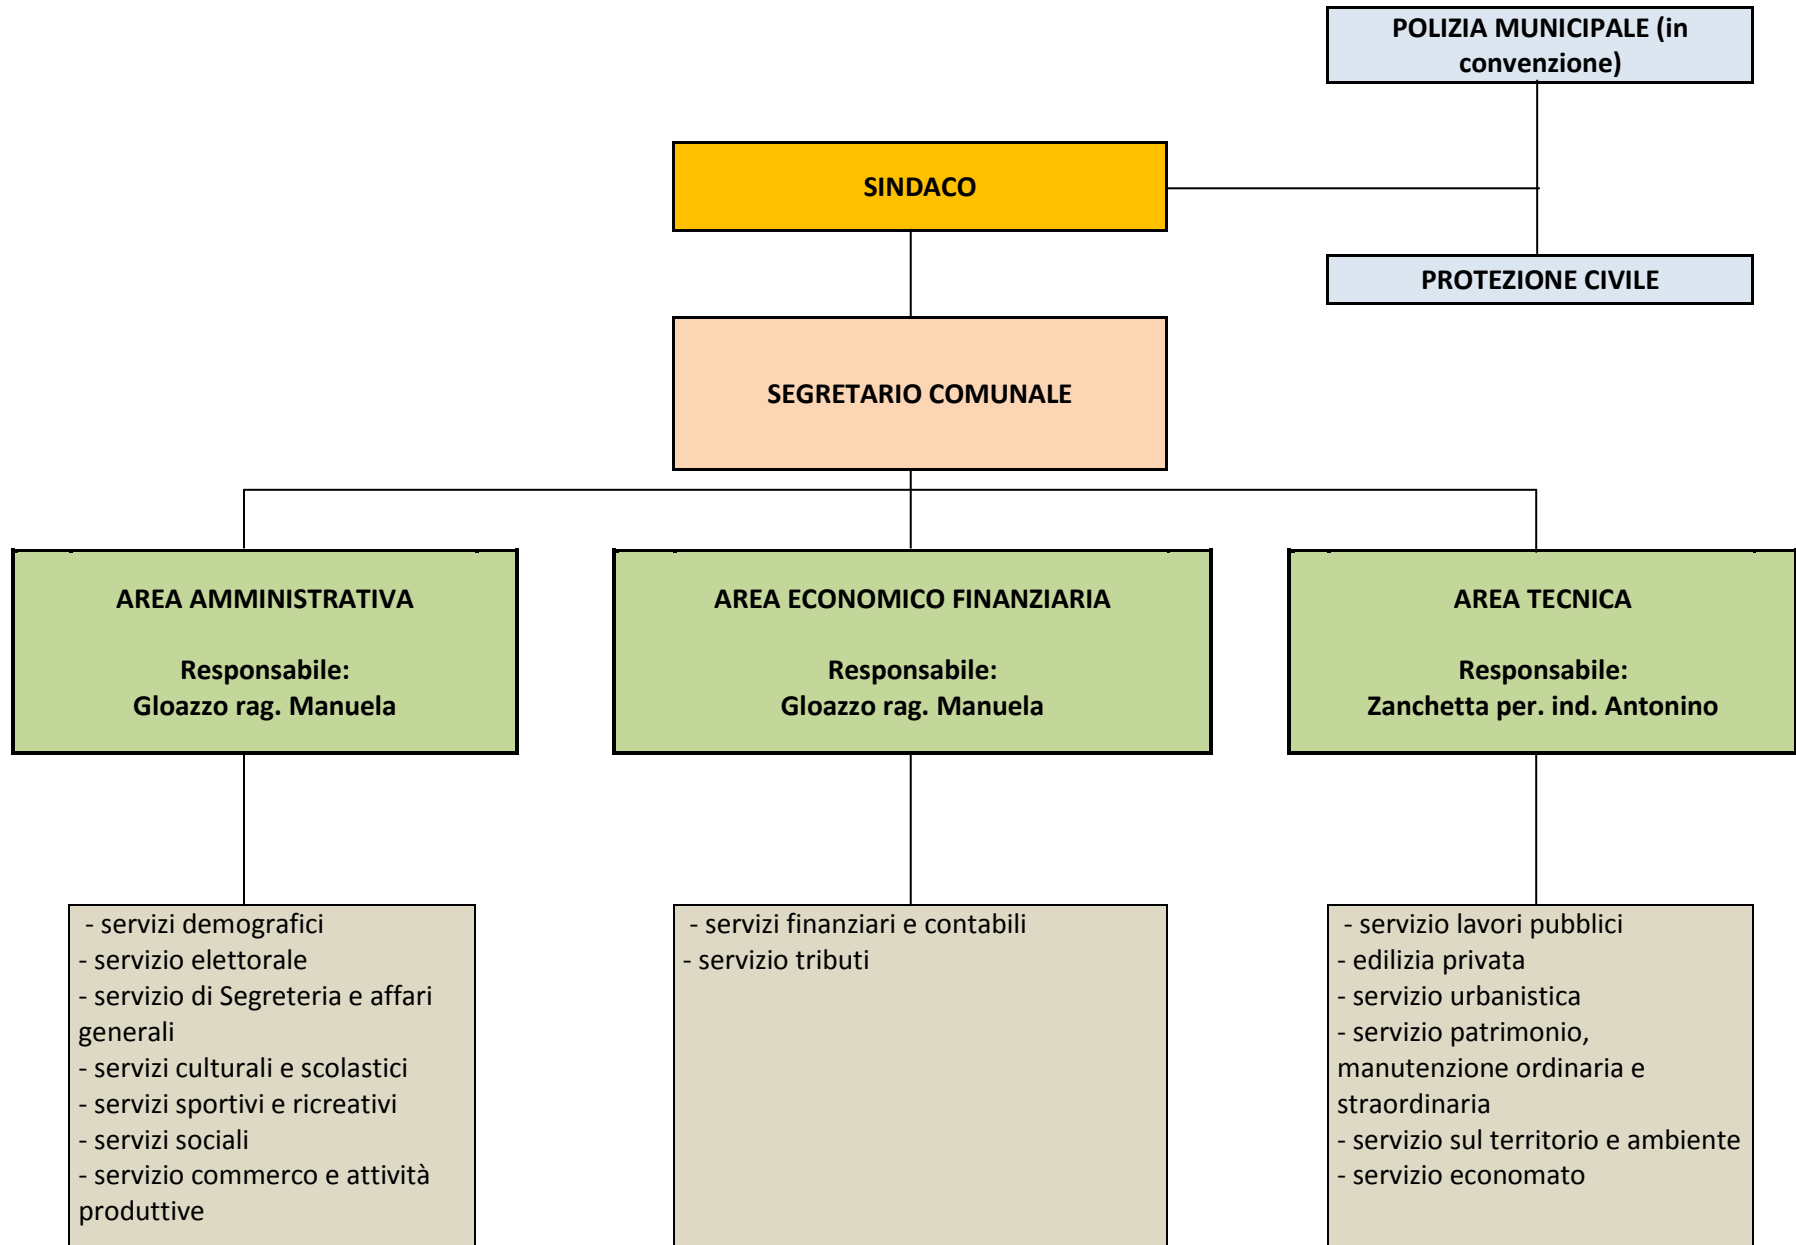 POLIZIA MUNICIPALE (in
convenzione)
SINDACO
PROTEZIONE CIVILE
SEGRETARIO COMUNALE
AREA AMMINISTRATIVA
Responsabile:
Gloazzo rag. Manuela
AREA ECONOMICO FINANZIARIA
Responsabile:
Gloazzo rag. Manuela
AREA TECNICA
Responsabile:
Zanchetta per. ind. Antonino
- servizi demografici
- servizio elettorale
- servizio di Segreteria e affari
generali
- servizi culturali e scolastici
- servizi sportivi e ricreativi
- servizi sociali
- servizio commerco e attività
produttive
- servizi finanziari e contabili
- servizio tributi
- servizio lavori pubblici
- edilizia privata
- servizio urbanistica
- servizio patrimonio,
manutenzione ordinaria e
straordinaria
- servizio sul territorio e ambiente
- servizio economato